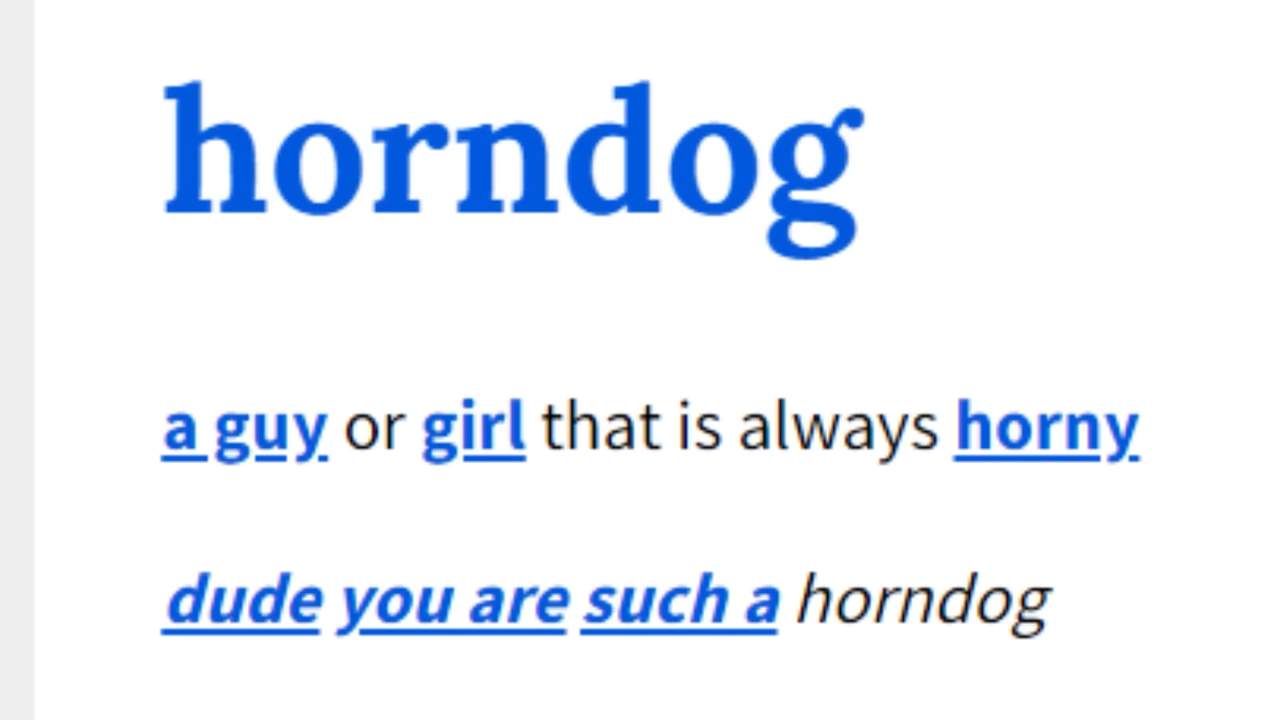 horndog
a guy or girl that is always horny
dude you are such a horndog